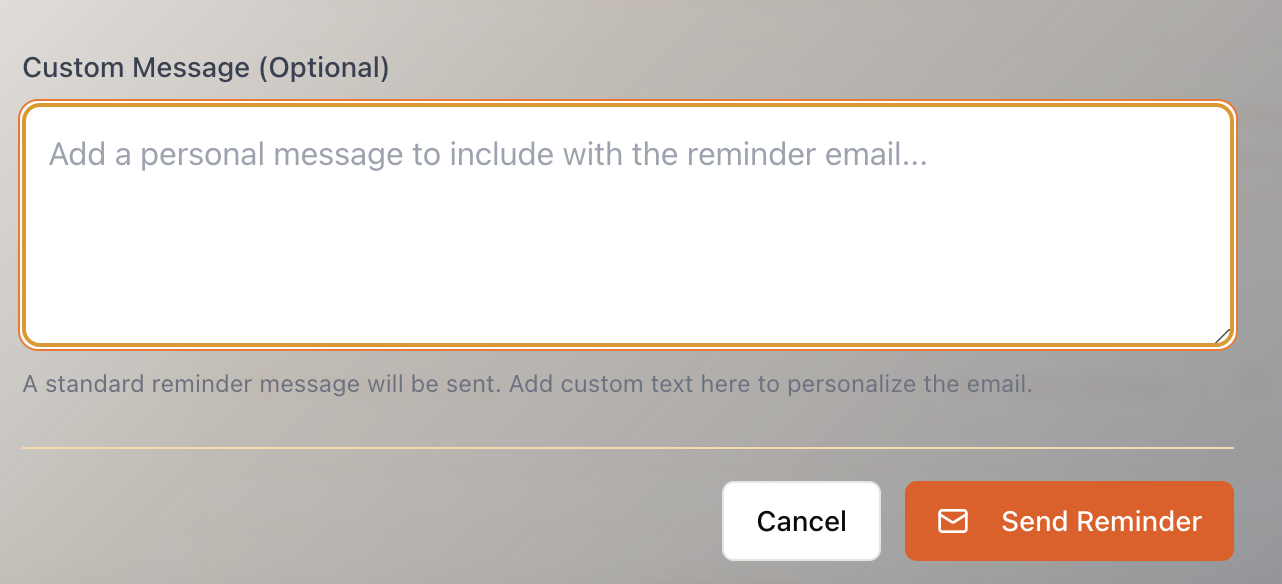 Custom Message (Optional)
Add a personal message to include with the reminder email...
A standard reminder message will be sent. Add custom text here to personalize the email.
Cancel
Send Reminder